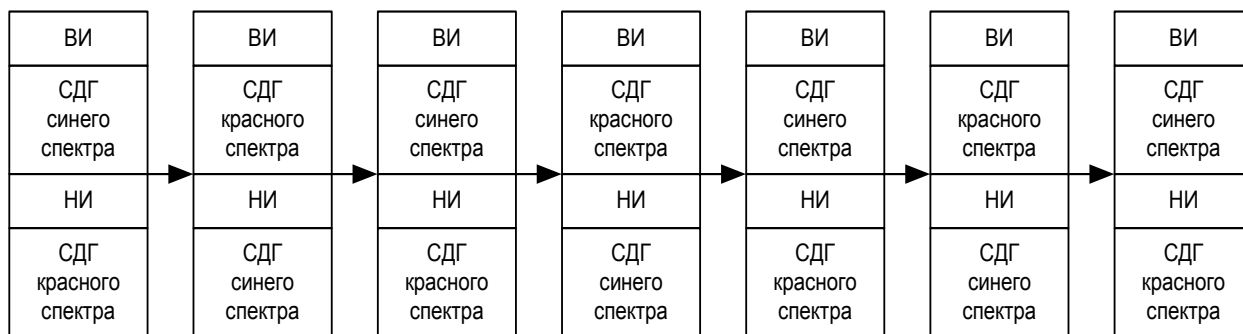 ВИ
СДГ
синего
спектра
НИ
СДГ
красного
спектра
ВИ
СДГ
красного
спектра
НИ
СДГ
синего
спектра
ВИ
СДГ
синего
спектра
НИ
СДГ
красного
спектра
ВИ
СДГ
красного
спектра
НИ
СДГ
синего
спектра
ВИ
СДГ
синего
спектра
НИ
СДГ
красного
спектра
ВИ
СДГ
красного
спектра
НИ
СДГ
синего
спектра
ВИ
СДГ
синего
спектра
НИ
СДГ
красного
спектра